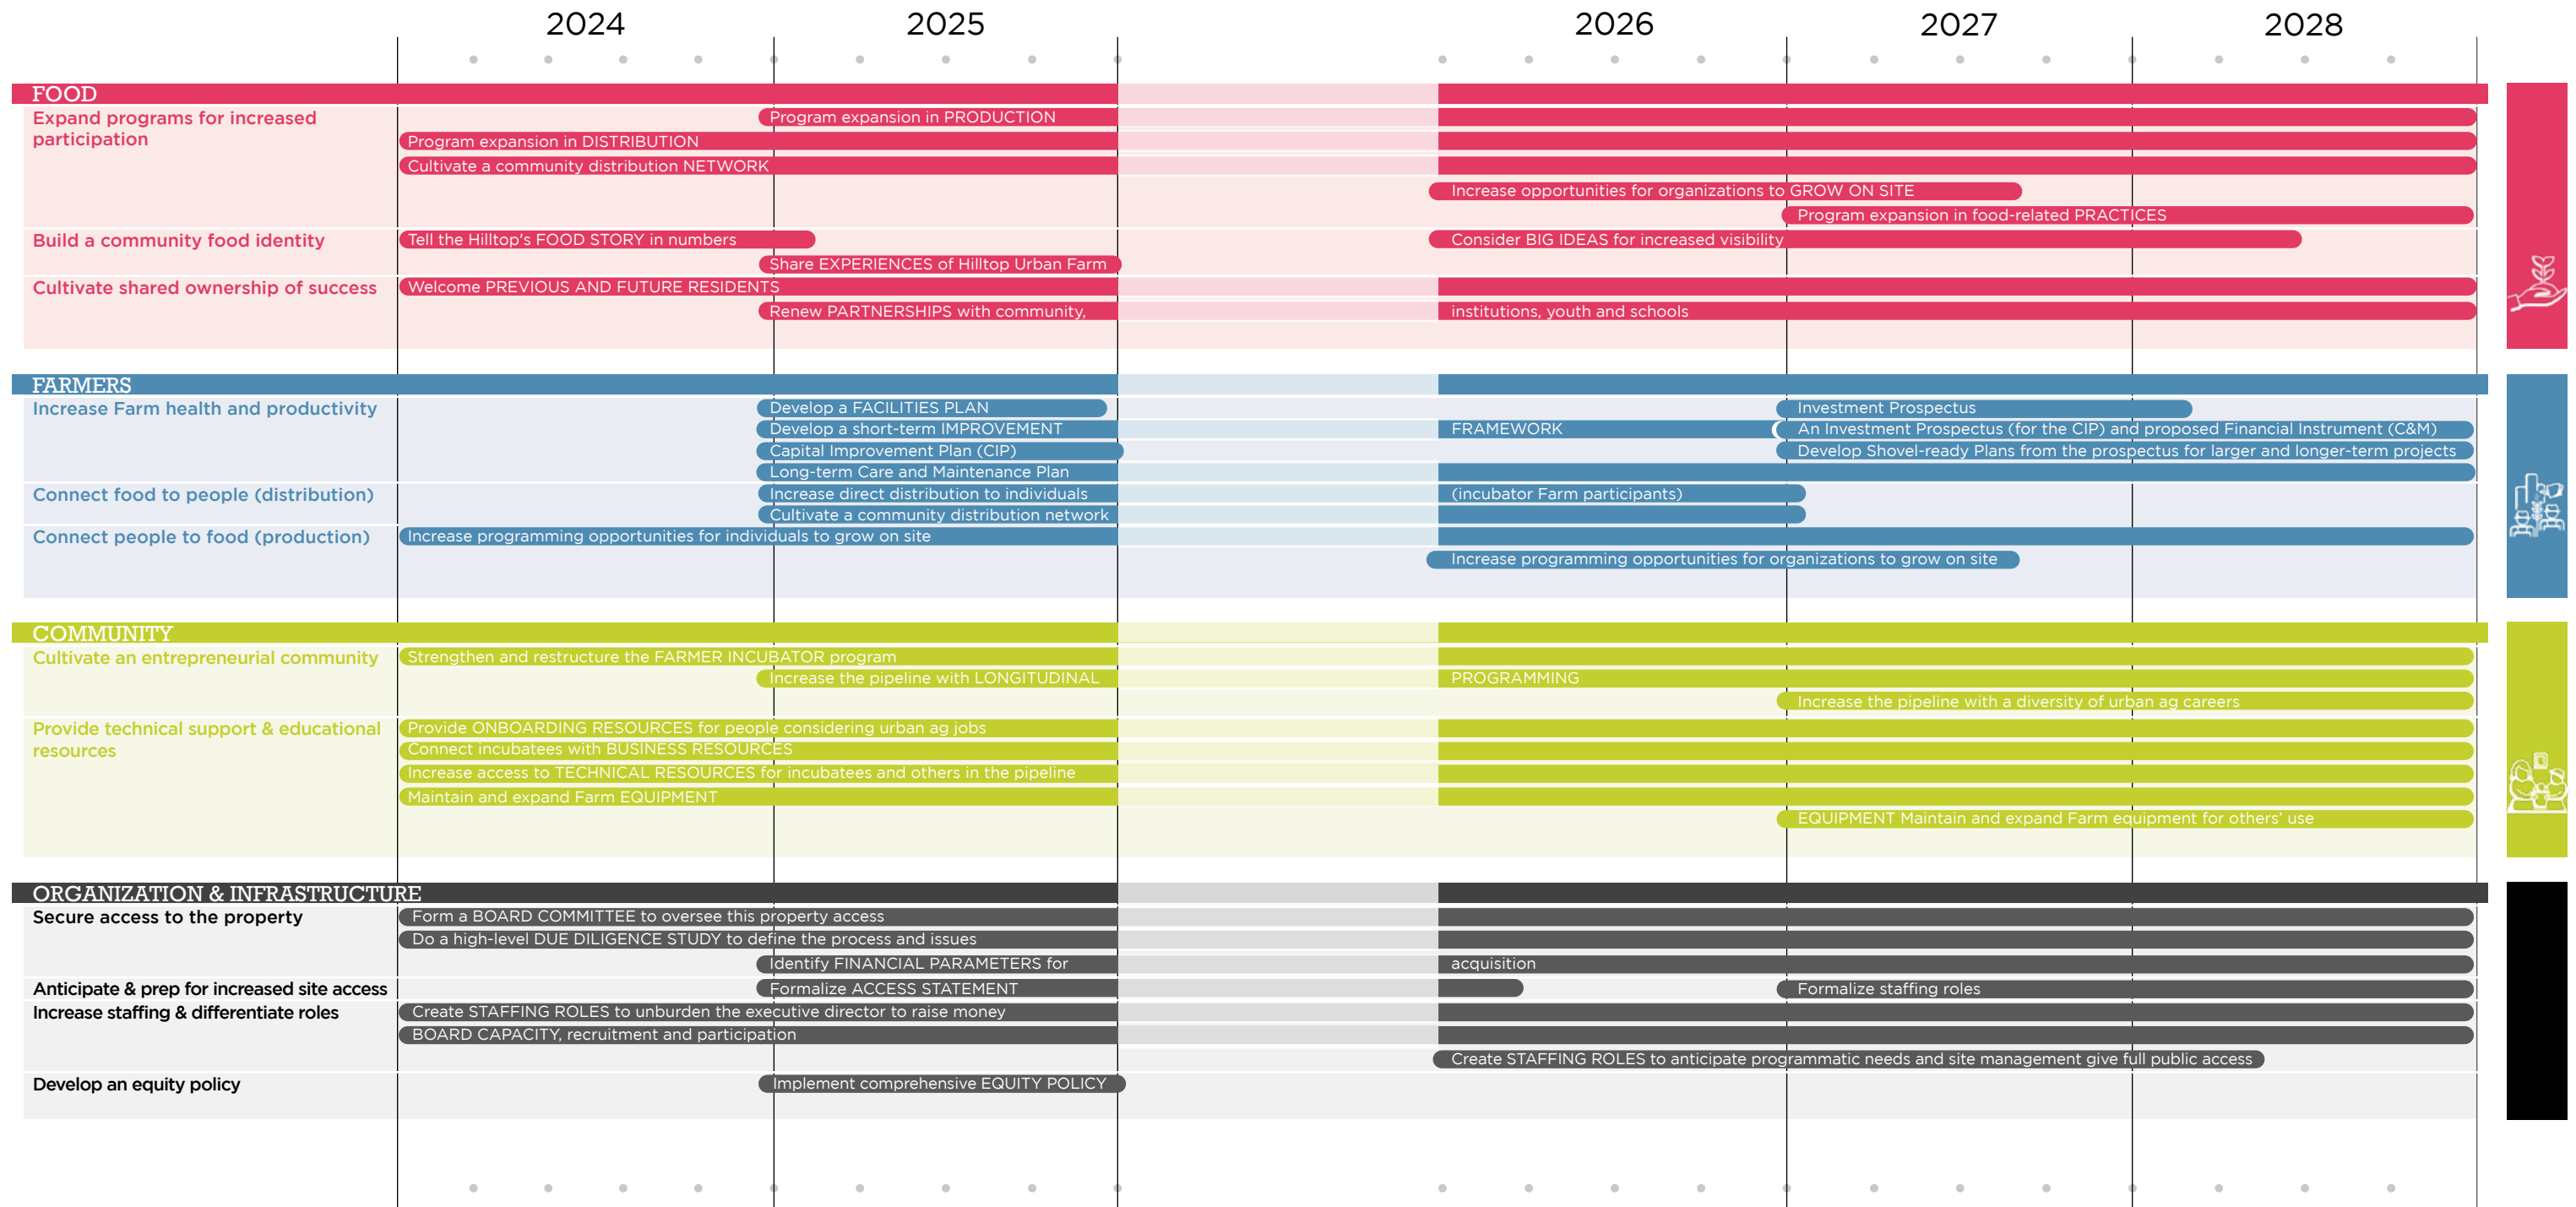 2024 2025 2026 2027 2028
FOOD
Expand programs for increased
participation
Program expansion in PRODUCTION
Program expansion in DISTRIBUTION
Cultivate a community distribution NETWORK
Increase opportunities for organizations to GROW ON SITE
Program expansion in food-related PRACTICES
Build a community food identity
Tell the Hilltop's FOOD STORY in numbers
Consider BIG IDEAS for increased visibility
Share EXPERIENCES of Hilltop Urban Farm
Cultivate shared ownership of success
Welcome PREVIOUS AND FUTURE RESIDENTS
Renew PARTNERSHIPS with community, institutions, youth and schools
FARMERS
Increase Farm health and productivity
Develop a FACILITIES PLAN
Investment Prospectus
Develop a short-term IMPROVEMENT FRAMEWORK
An Investment Prospectus (for the CIP) and proposed Financial Instrument (C&M)
Capital Improvement Plan (CIP)
Develop Shovel-ready Plans from the prospectus for larger and longer-term projects
Long-term Care and Maintenance Plan
Connect food to people (distribution)
Increase direct distribution to individuals (incubator Farm participants)
Cultivate a community distribution network
Connect people to food (production)
Increase programming opportunities for individuals to grow on site
Increase programming opportunities for organizations to grow on site
COMMUNITY
Cultivate an entrepreneurial community
Strengthen and restructure the FARMER INCUBATOR program
Increase the pipeline with LONGITUDINAL PROGRAMMING
Increase the pipeline with a diversity of urban ag careers
Provide technical support & educational
resources
Provide ONBOARDING RESOURCES for people considering urban ag jobs
Connect incubatees with BUSINESS RESOURCES
Increase access to TECHNICAL RESOURCES for incubatees and others in the pipeline
Maintain and expand Farm EQUIPMENT
EQUIPMENT Maintain and expand Farm equipment for others' use
ORGANIZATION & INFRASTRUCTURE
Secure access to the property
Form a BOARD COMMITTEE to oversee this property access
Do a high-level DUE DILIGENCE STUDY to define the process and issues
Identify FINANCIAL PARAMETERS for acquisition
Anticipate & prep for increased site access
Formalize ACCESS STATEMENT
Formalize staffing roles
Increase staffing & differentiate roles
Create STAFFING ROLES to unburden the executive director to raise money
BOARD CAPACITY, recruitment and participation
Create STAFFING ROLES to anticipate programmatic needs and site management give full public access
Develop an equity policy
Implement comprehensive EQUITY POLICY